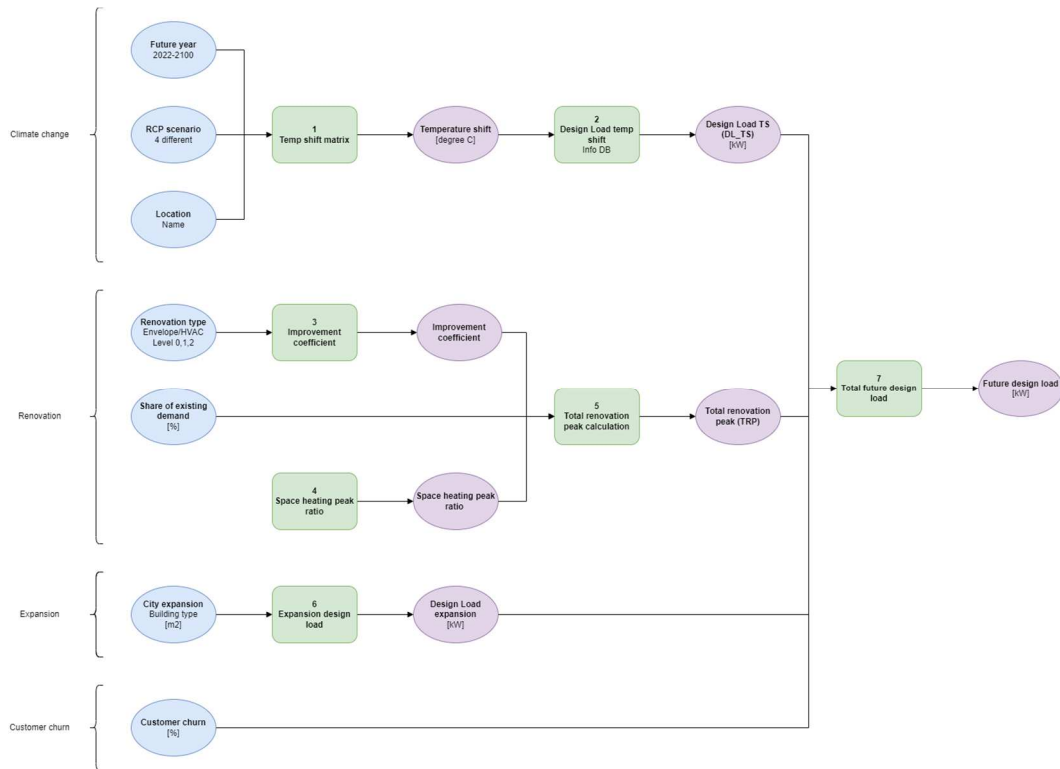 Climate change
Future year
2022-2100
RCP scenario
4 different
Location
Name
1
Temp shift matrix
Temperature shift
[degree C]
2
Design Load temp
shift
Info DB
Design Load TS
(DL_TS)
[kW]
Renovation
Renovation type
Envelope/HVAC
Level 0,1,2
3
Improvement
coefficient
Improvement
coefficient
Share of existing
demand
[%]
4
Space heating peak
ratio
Space heating peak
ratio
5
Total renovation
peak calculation
Total renovation
peak (TRP)
7
Total future design
load
Future design load
[kW]
Expansion
City expansion
Building type
[m2]
6
Expansion design
load
Design Load
expansion
[kW]
Customer churn
Customer churn
[%]